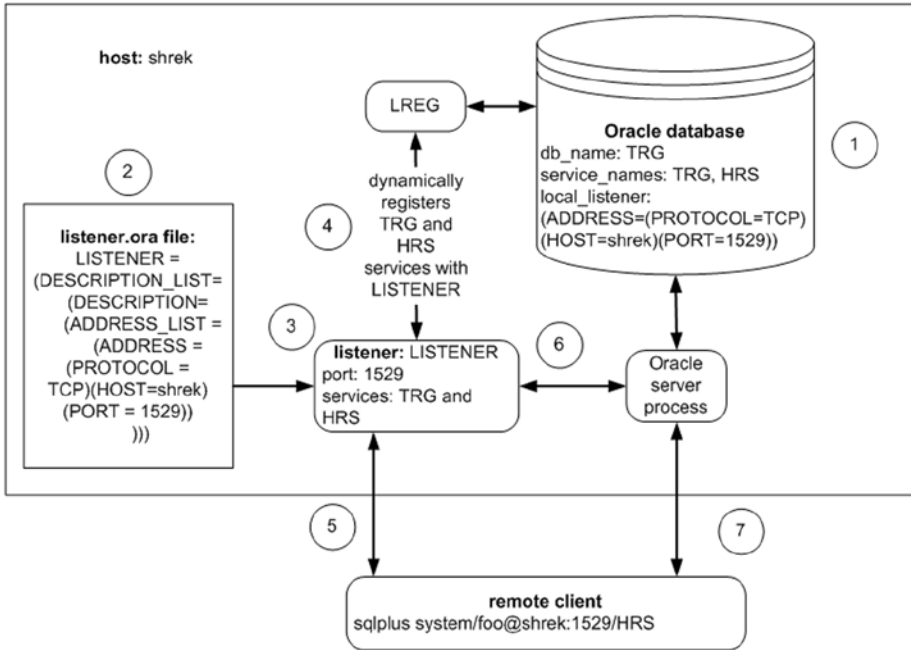 host: shrek
LREG
Oracle database
db_name: TRG
service_names: TRG, HRS
local_listener:
(ADDRESS=(PROTOCOL=TCP)
(HOST=shrek)(PORT=1529))
1
2
listener.ora file:
LISTENER =
(DESCRIPTION_LIST=
(DESCRIPTION=
(ADDRESS_LIST =
(ADDRESS =
(PROTOCOL =
TCP)(HOST=shrek)
(PORT = 1529))
)))
4
dynamically
registers
TRG and
HRS
services with
LISTENER
3
listener: LISTENER
port: 1529
services: TRG and
HRS
6
Oracle
server
process
5
7
remote client
sqlplus system/foo@shrek:1529/HRS